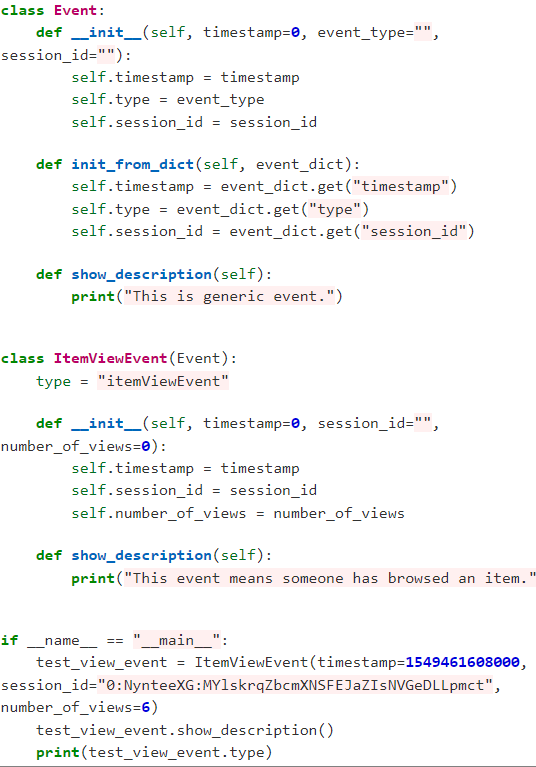 class Event:
    def __init__(self, timestamp=0, event_type="",
session_id=""):
        self.timestamp = timestamp
        self.type = event_type
        self.session_id = session_id

    def init_from_dict(self, event_dict):
        self.timestamp = event_dict.get("timestamp")
        self.type = event_dict.get("type")
        self.session_id = event_dict.get("session_id")

    def show_description(self):
        print("This is generic event.")


class ItemViewEvent(Event):
    type = "itemViewEvent"

    def __init__(self, timestamp=0, session_id="",
number_of_views=0):
        self.timestamp = timestamp
        self.session_id = session_id
        self.number_of_views = number_of_views

    def show_description(self):
        print("This event means someone has browsed an item."


if __name__ == "__main__":
    test_view_event = ItemViewEvent(timestamp=1549461608000,
session_id="0:NynteeXG:MYlskrqZbcmXNSFEJaZIsNVGeDLLpmct",
number_of_views=6)
    test_view_event.show_description()
    print(test_view_event.type)